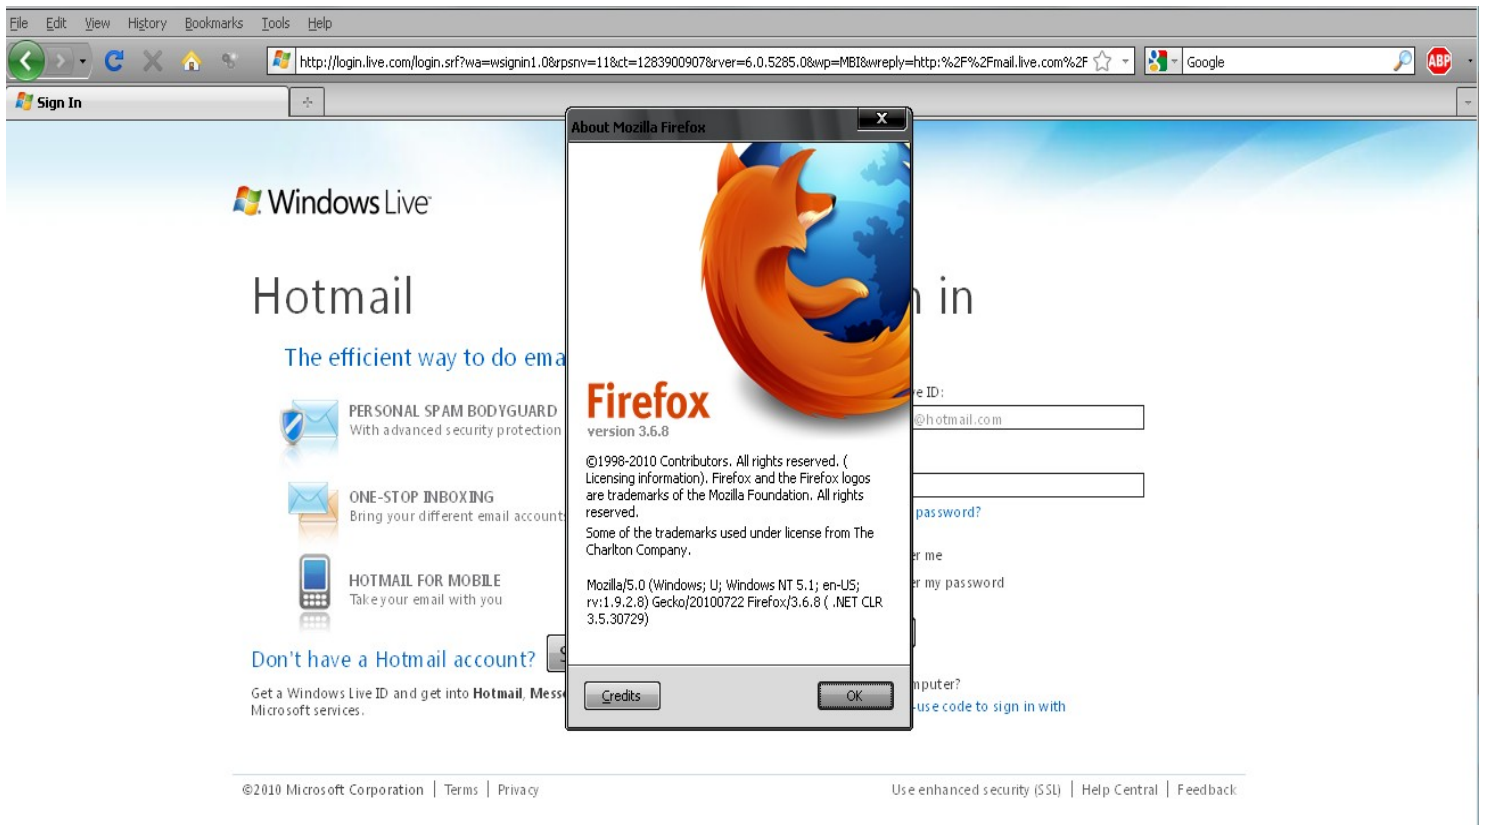 File Edit View History Bookmarks Tools Help
http://login.live.com/login.srf?wa=wsignin1.0&rpsnv=11&ct=1283900907&rver=6.0.5285.0&wp=MBI&wreply=http:%2F%2Fmail.live.com%2F
Google
ABP
Sign In
About Mozilla Firefox
X
Windows Live
Hotmail
in
The efficient way to do ema
PERSONAL SPAM BODYGUARD
With advanced security protection
ONE-STOP INBOXING
Bring your different email account
HOTMAIL FOR MOBILE
Take your email with you
Don't have a Hotmail account?
Get a Windows Live ID and get into Hotmail, Messe
Microsoft services.
Firefox
version 3.6.8
©1998-2010 Contributors. All rights reserved. (
Licensing information). Firefox and the Firefox logos
are trademarks of the Mozilla Foundation. All rights
reserved.
Some of the trademarks used under license from The
Charlton Company.
Mozilla/5.0 (Windows; U; Windows NT 5.1; en-US;
rv:1.9.2.8) Gecko/20100722 Firefox/3.6.8 ( .NET CLR
3.5.30729)
Credits
OK
ve ID:
@hotmail.com
password?
er me
er my password
mputer?
-use code to sign in with
©2010 Microsoft Corporation | Terms | Privacy
Use enhanced security (SSL) | Help Central | Feedback